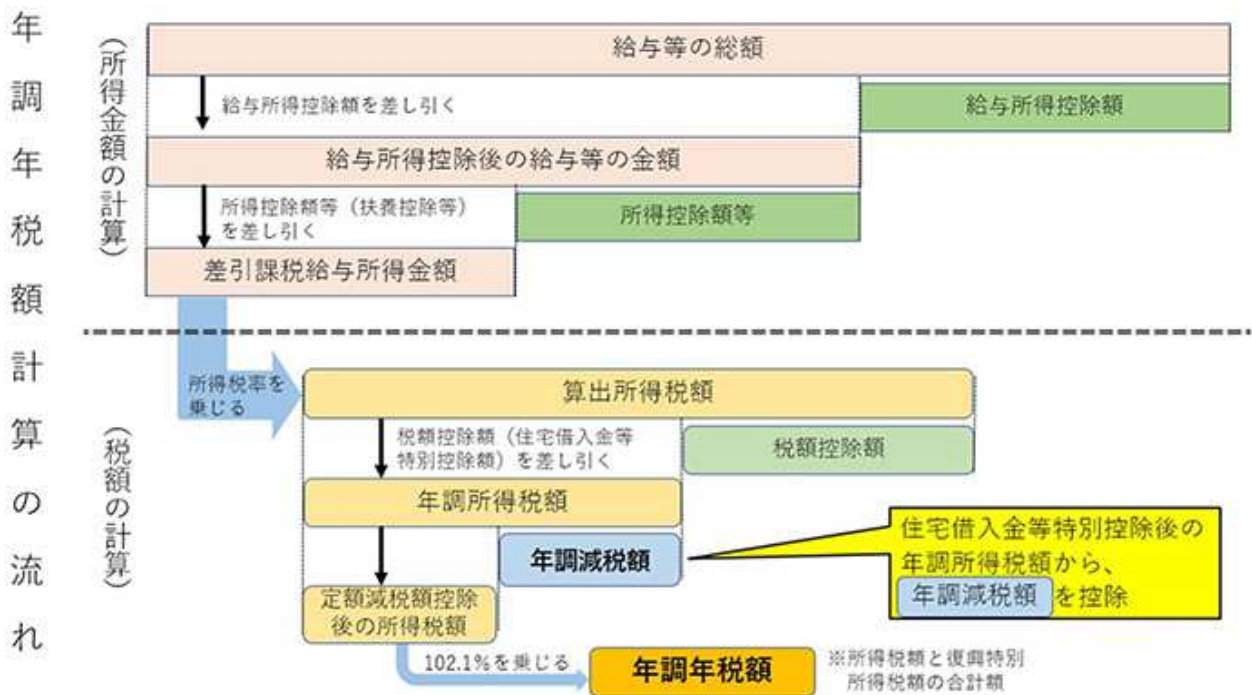 年調年税額計算の流れ
（所得金額の計算）
給与等の総額
給与所得控除額を差し引く
給与所得控除額
給与所得控除後の給与等の金額
所得控除額等（扶養控除等）
を差し引く
所得控除額等
差引課税給与所得金額
所得税率を
乗じる
（税額の計算）
算出所得税額
税額控除額（住宅借入金等
特別控除額）を差し引く
税額控除額
年調所得税額
年調減税額
住宅借入金等特別控除後の
年調所得税額から、
年調減税額 を控除
定額減税額控除
後の所得税額
102.1%を乗じる
年調年税額
※所得税額と復興特別
所得税額の合計額